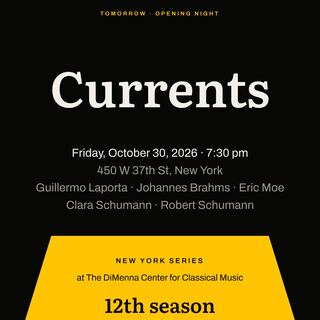 TOMORROW · OPENING NIGHT
Currents
Friday, October 30, 2026 · 7:30 pm
450 W 37th St, New York
Guillermo Laporta · Johannes Brahms · Eric Moe
Clara Schumann · Robert Schumann
NEW YORK SERIES
at The DiMenna Center for Classical Music
12th season